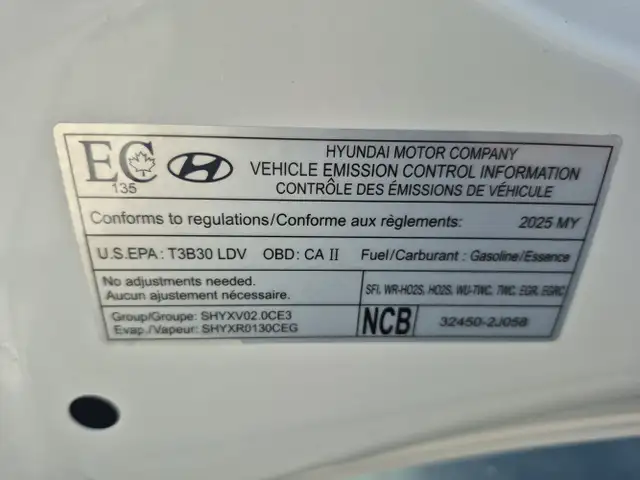 EC
135
HYUNDAI MOTOR COMPANY
VEHICLE EMISSION CONTROL INFORMATION
CONTRÔLE DES ÉMISSIONS DE VÉHICULE
Conforms to regulations/Conforme aux règlements: 2025 MY
U.S.EPA : T3B30 LDV OBD: CA II Fuel/Carburant : Gasoline/Essence
No adjustments needed.
Aucun ajustement nécessaire.
SFI, WR-HO2S, HO2S, WU-TWC, TWC, EGR, EGRC
Group/Groupe: SHYXV02.0CE3
Evap./Vapeur: SHYXR0130CEG
NCB
32450-2J058